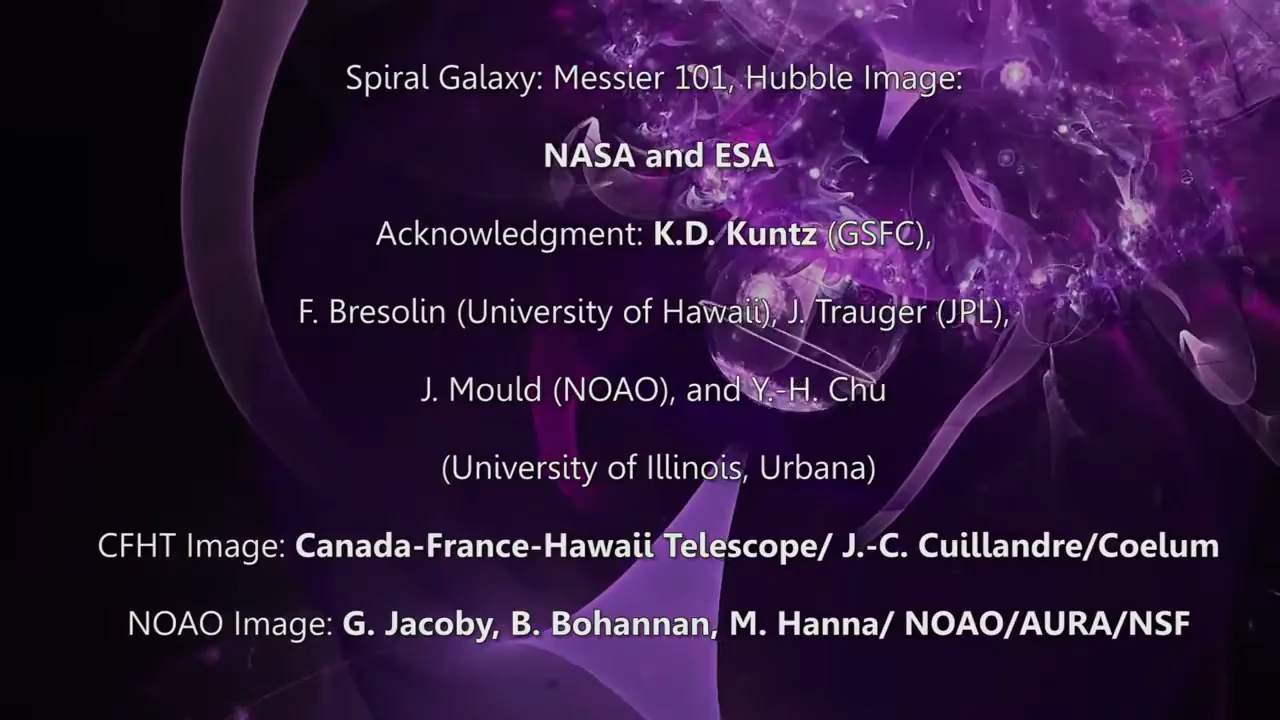 Spiral Galaxy: Messier 101, Hubble Image:
NASA and ESA
Acknowledgment: K.D. Kuntz (GSFC),
F. Bresolin (University of Hawaii), J. Trauger (JPL),
J. Mould (NOAO), and Y.-H. Chu
(University of Illinois, Urbana)
CFHT Image: Canada-France-Hawaii Telescope/ J.-C. Cuillandre/Coelum
NOAO Image: G. Jacoby, B. Bohannan, M. Hanna/ NOAO/AURA/NSF